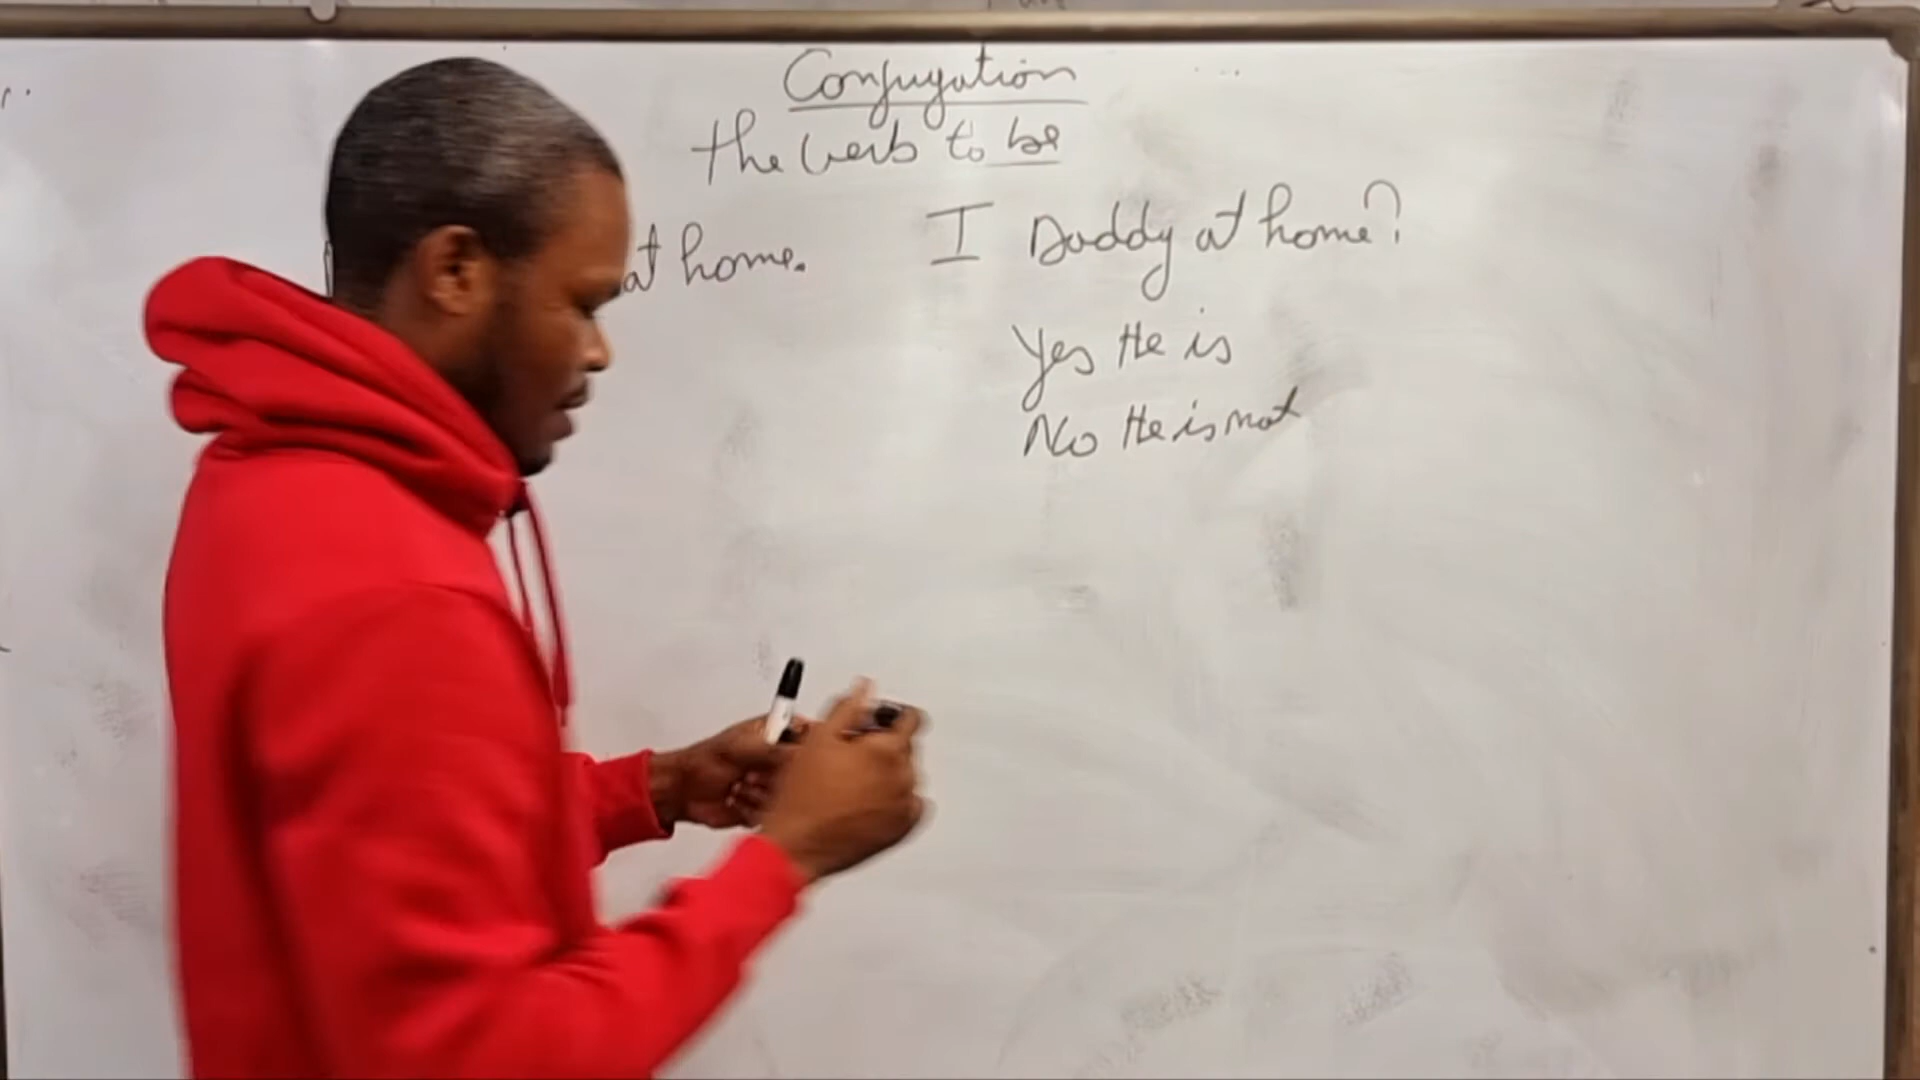 Conjugation
the verb to be
at home.
I Daddy at home?
Yes He is
No He is not